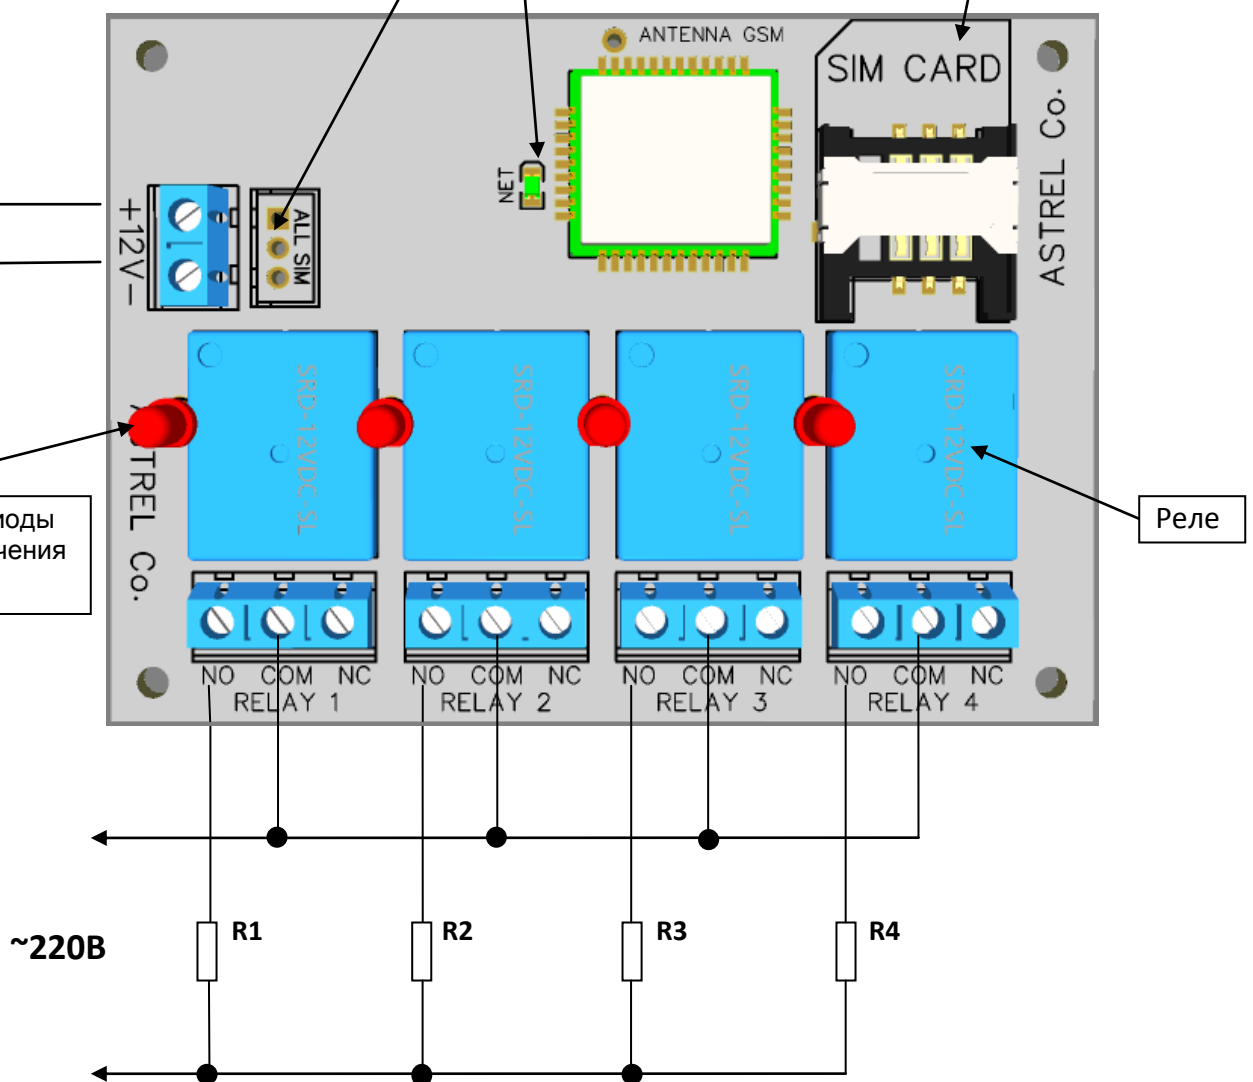 ANTENNA GSM
SIM CARD
ASTREL Co.
NET
+12V-
ALL SIM
SRD-12VDC-SL
SRD-12VDC-SL
SRD-12VDC-SL
SRD-12VDC-SL
TREL Co.
Реле
NO COM NC
RELAY 1
NO COM NC
RELAY 2
NO COM NC
RELAY 3
NO COM NC
RELAY 4
~220В
R1
R2
R3
R4